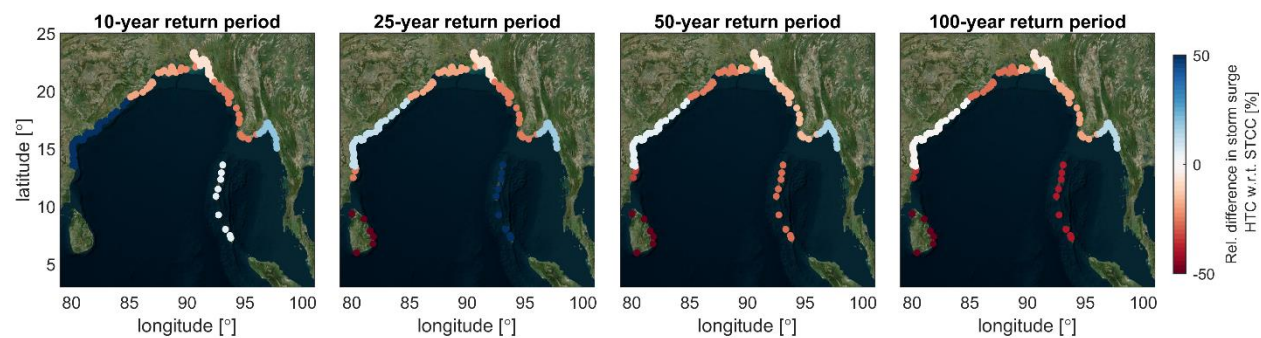 10-year return period
25-year return period
50-year return period
100-year return period
25
20
15
10
5
latitude [°]
80 85 90 95 100
80 85 90 95 100
80 85 90 95 100
80 85 90 95 100
longitude [°]
longitude [°]
longitude [°]
longitude [°]
50
0
-50
Rel. difference in storm surge
HTC w.r.t. STCC [%]